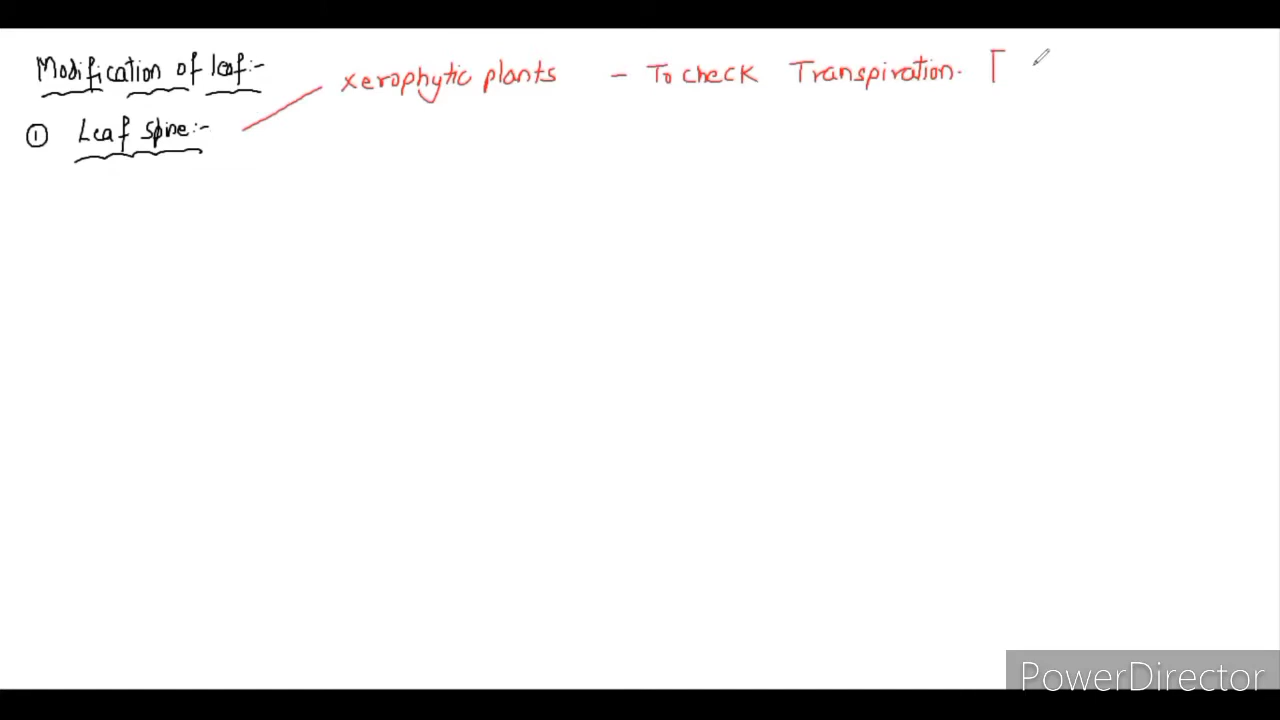 Modification of leaf:-
xerophytic plants - To check Transpiration. [
① Leaf spine:-
PowerDirector